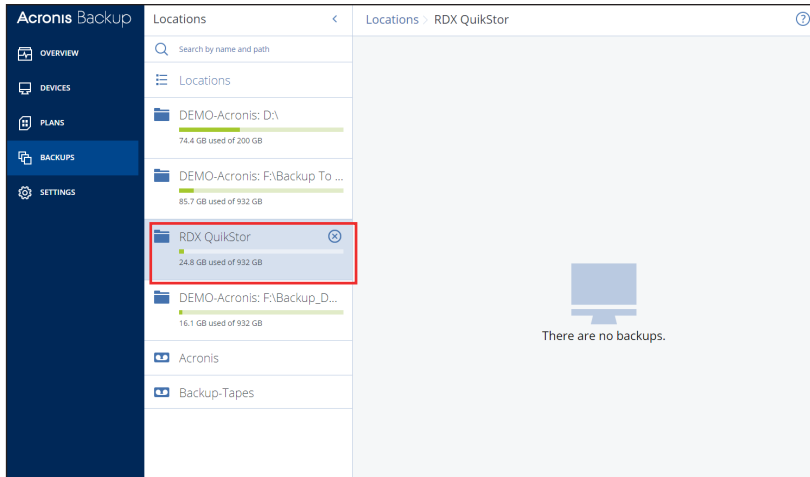 Acronis Backup
OVERVIEW
DEVICES
PLANS
BACKUPS
SETTINGS
Locations
Search by name and path
Locations
DEMO-Acronis: D:\
74.4 GB used of 200 GB
DEMO-Acronis: F:\Backup To ...
85.7 GB used of 932 GB
RDX QuikStor
24.8 GB used of 932 GB
DEMO-Acronis: F:\Backup_D...
16.1 GB used of 932 GB
Acronis
Backup-Tapes
Locations > RDX QuikStor
?
There are no backups.